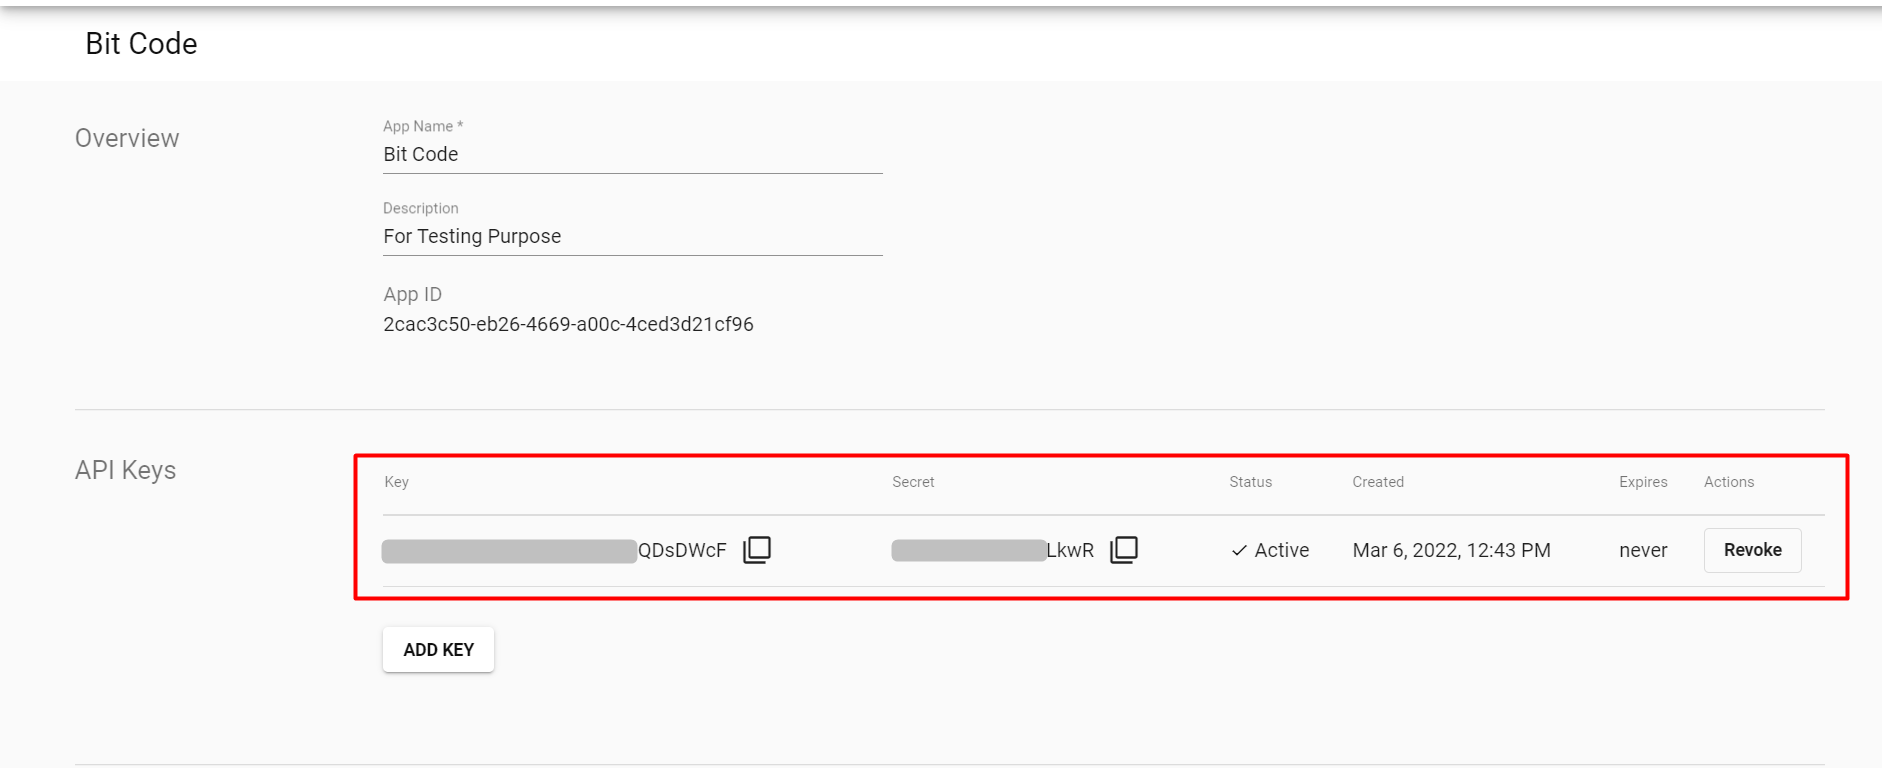 Bit Code
Overview
App Name *
Bit Code
Description
For Testing Purpose
App ID
2cac3c50-eb26-4669-a00c-4ced3d21cf96
API Keys
Key Secret Status Created Expires Actions
QDsDWcF LkwR Active Mar 6, 2022, 12:43 PM never Revoke
ADD KEY